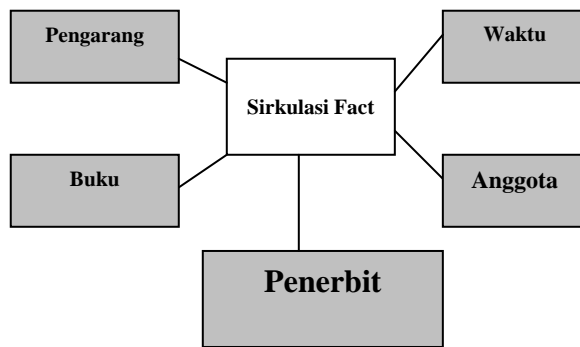 Pengarang
Waktu
Sirkulasi Fact
Buku
Anggota
Penerbit